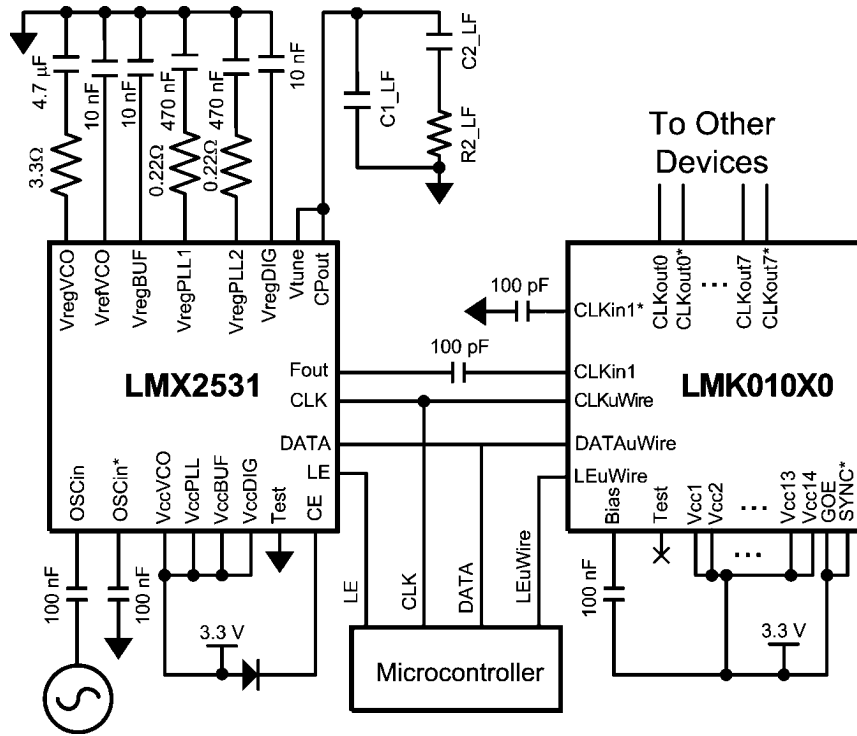 4.7 µF
10 nF
10 nF
470 nF
470 nF
10 nF
3.3Ω
0.22Ω
0.22Ω
C1_LF
C2_LF
R2_LF
To Other
Devices
VregVCO
VrefVCO
VregBUF
VregPLL1
VregPLL2
VregDIG
Vtune
CPout
CLKout0
CLKout0*
...
CLKout7
CLKout7*
100 pF
CLKin1*
100 pF
LMX2531
Fout
CLKin1
LMK010X0
CLK
CLKuWire
DATA
DATAuWire
LE
LEuWire
OSCin
OSCin*
VccVCO
VccPLL
VccBUF
VccDIG
Test
CE
Bias
Test
Vcc1
Vcc2
...
Vcc13
Vcc14
GOE
SYNC*
...
100 nF
100 nF
LE
CLK
DATA
LEuWire
100 nF
3.3 V
3.3 V
Microcontroller